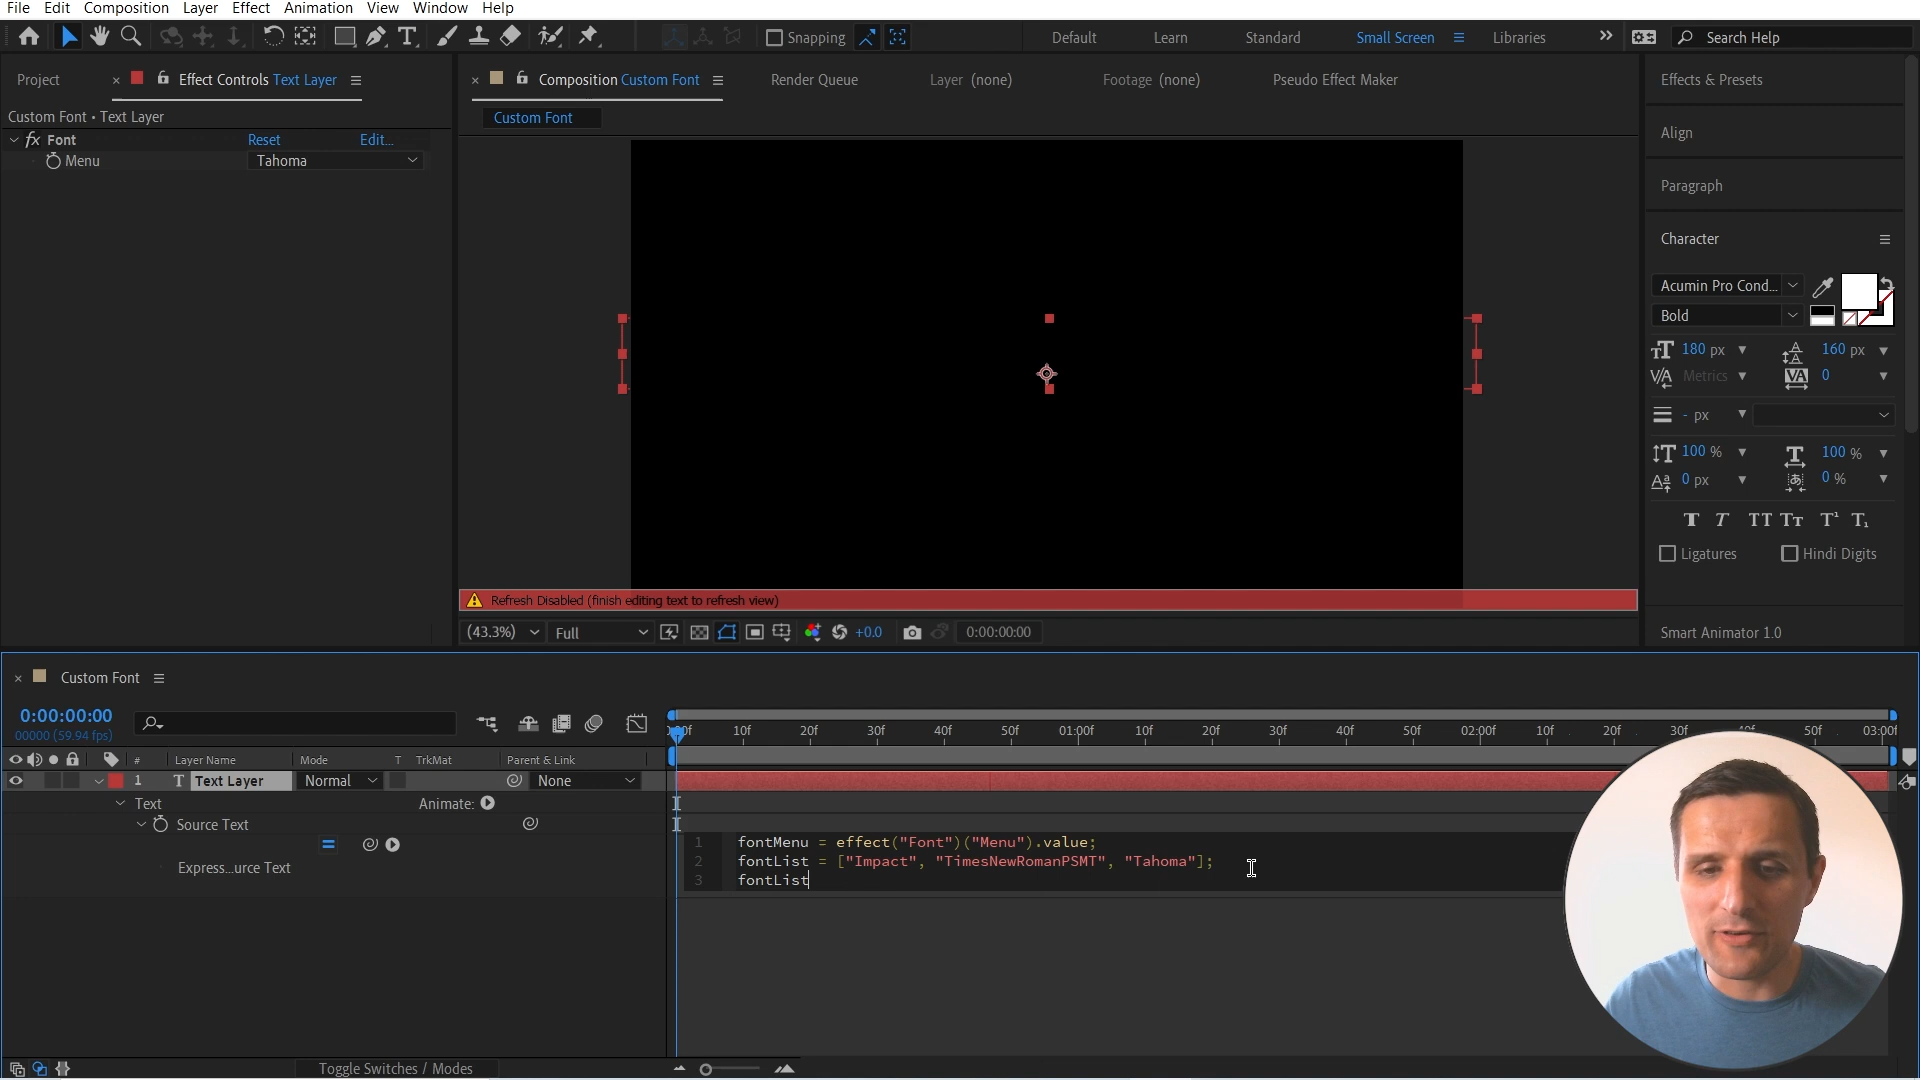 File Edit Composition Layer Effect Animation View Window Help
Snapping Default Learn Standard Small Screen Libraries Search Help
Project Effect Controls Text Layer
Composition Custom Font Render Queue Layer (none) Footage (none) Pseudo Effect Maker
Custom Font
Custom Font • Text Layer
fx Font Reset Edit...
Menu Tahoma
Effects & Presets
Align
Paragraph
Character
Acumin Pro Cond...
Bold
180 px 160 px
Metrics 0
- px
100 % 100 %
0 px 0 %
T T TT Tt T¹ T₁
Ligatures Hindi Digits
Smart Animator 1.0
Refresh Disabled (finish editing text to refresh view)
(43.3%) Full +0.0 0:00:00:00
Custom Font
0:00:00:00
00000 (59.94 fps)
10f 20f 30f 40f 50f 01:00f 10f 20f 30f 40f 50f 02:00f 10f 20f 30f 40f 50f 03:00f
# Layer Name Mode T TrkMat Parent & Link
1 T Text Layer Normal None
Text Animate:
Source Text
Express...urce Text
1 fontMenu = effect("Font")("Menu").value;
2 fontList = ["Impact", "TimesNewRomanPSMT", "Tahoma"];
3 fontList
Toggle Switches / Modes